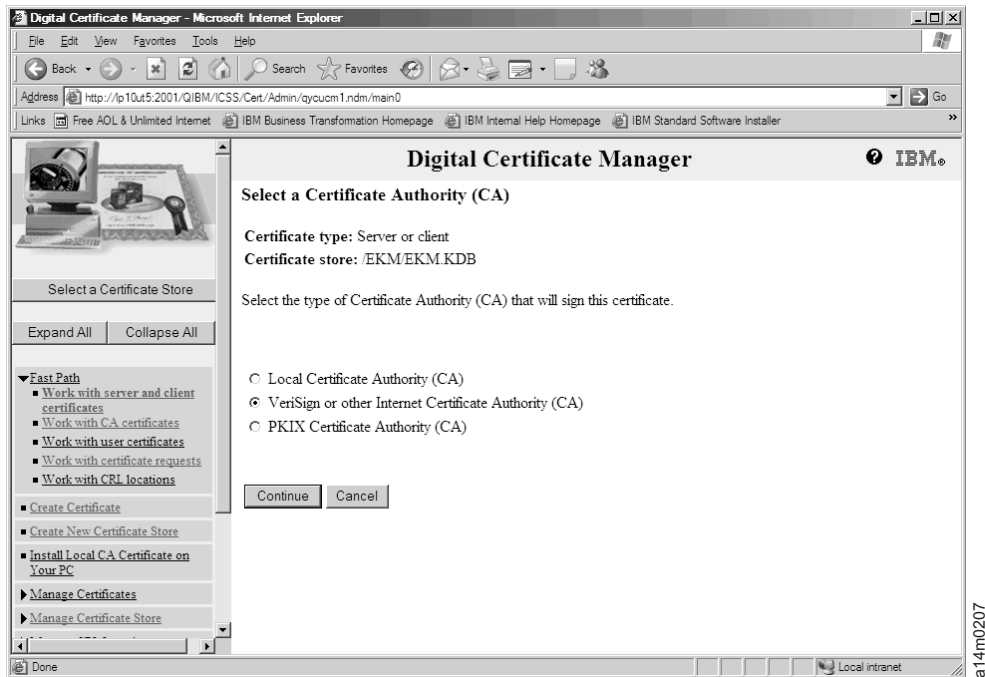 Digital Certificate Manager - Microsoft Internet Explorer
File Edit View Favorites Tools Help
Back Search Favorites
Address http://lp10ut5:2001/QIBM/ICSS/Cert/Admin/qycucm1.ndm/main0 Go
Links Free AOL & Unlimited Internet IBM Business Transformation Homepage IBM Internal Help Homepage IBM Standard Software Installer »
Digital Certificate Manager
IBM®
Select a Certificate Store
Expand All Collapse All
Fast Path
Work with server and client
certificates
Work with CA certificates
Work with user certificates
Work with certificate requests
Work with CRL locations
Create Certificate
Create New Certificate Store
Install Local CA Certificate on
Your PC
Manage Certificates
Manage Certificate Store
Select a Certificate Authority (CA)
Certificate type: Server or client
Certificate store: /EKM/EKM.KDB
Select the type of Certificate Authority (CA) that will sign this certificate.
Local Certificate Authority (CA)
VeriSign or other Internet Certificate Authority (CA)
PKIX Certificate Authority (CA)
Continue Cancel
Done Local intranet
a14m0207